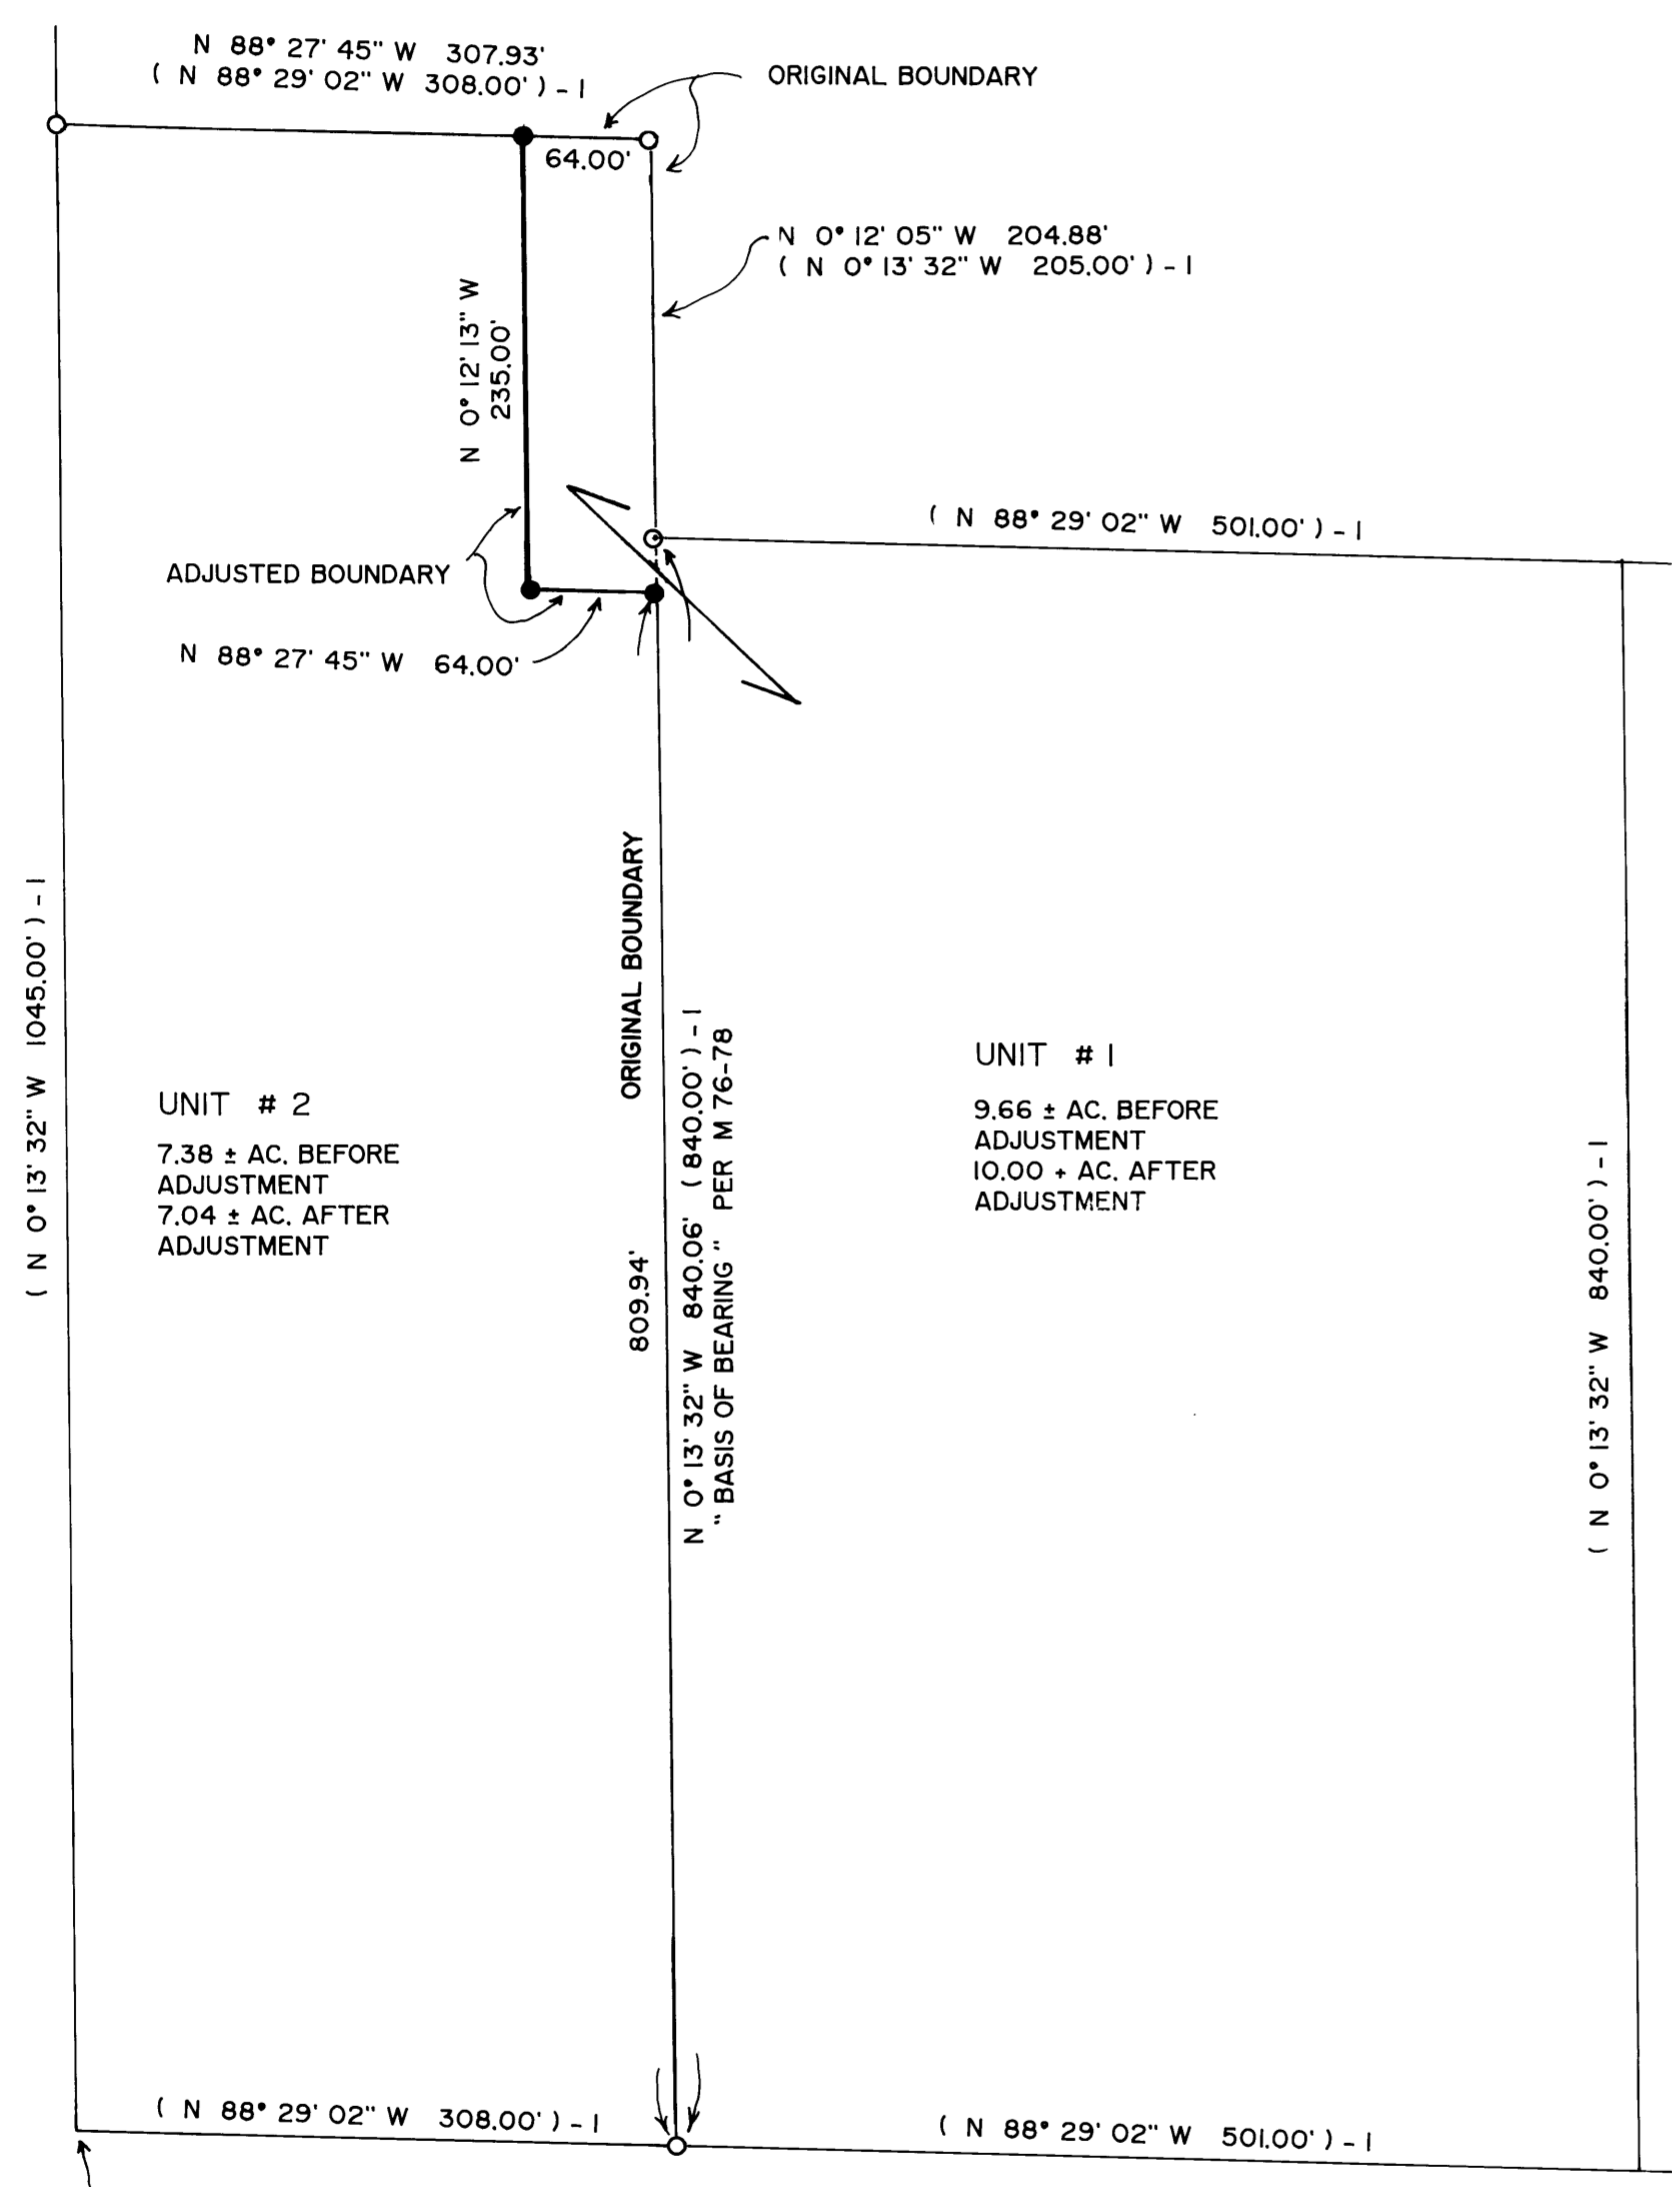 N 88° 27' 45" W 307.93'
( N 88° 29' 02" W 308.00' ) - 1
ORIGINAL BOUNDARY
64.00'
N 0° 12' 05" W 204.88'
( N 0° 13' 32" W 205.00' ) - 1
N 0° 12' 13" W
235.00'
( N 88° 29' 02" W 501.00' ) - 1
ADJUSTED BOUNDARY
N 88° 27' 45" W 64.00'
( N 0° 13' 32" W 1045.00' ) - 1
ORIGINAL BOUNDARY
809.94'
N 0° 13' 32" W 840.06' ( 840.00' ) - 1
" BASIS OF BEARING " PER M 76-78
UNIT # 2
7.38 ± AC. BEFORE
ADJUSTMENT
7.04 ± AC. AFTER
ADJUSTMENT
UNIT # 1
9.66 ± AC. BEFORE
ADJUSTMENT
10.00 + AC. AFTER
ADJUSTMENT
( N 0° 13' 32" W 840.00' ) - 1
( N 88° 29' 02" W 308.00' ) - 1
( N 88° 29' 02" W 501.00' ) - 1